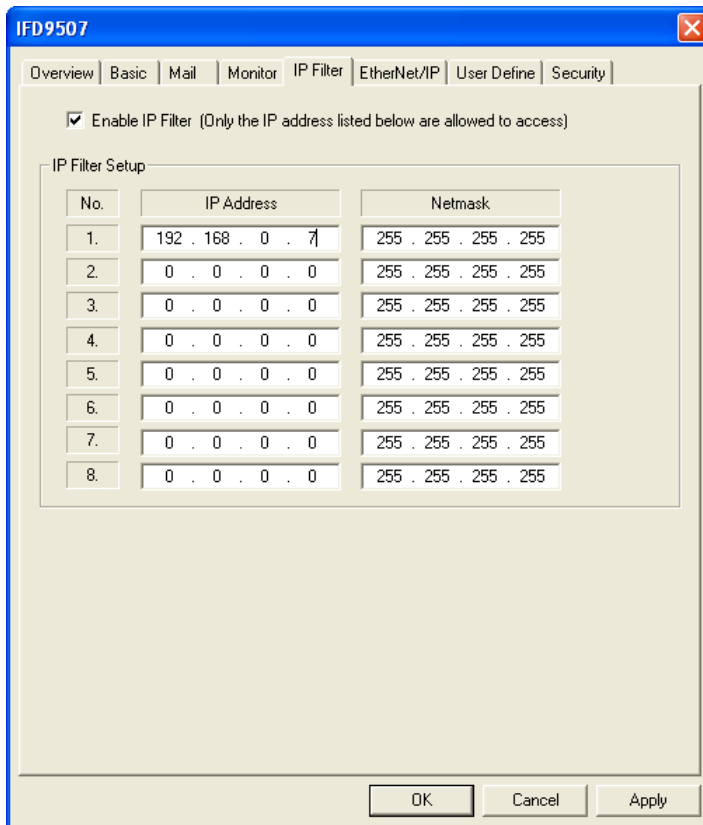 IFD9507
Overview Basic Mail Monitor IP Filter EtherNet/IP User Define Security
Enable IP Filter (Only the IP address listed below are allowed to access)
IP Filter Setup
No. IP Address Netmask
1. 192 . 168 . 0 . 7 255 . 255 . 255 . 255
2. 0 . 0 . 0 . 0 255 . 255 . 255 . 255
3. 0 . 0 . 0 . 0 255 . 255 . 255 . 255
4. 0 . 0 . 0 . 0 255 . 255 . 255 . 255
5. 0 . 0 . 0 . 0 255 . 255 . 255 . 255
6. 0 . 0 . 0 . 0 255 . 255 . 255 . 255
7. 0 . 0 . 0 . 0 255 . 255 . 255 . 255
8. 0 . 0 . 0 . 0 255 . 255 . 255 . 255
OK Cancel Apply